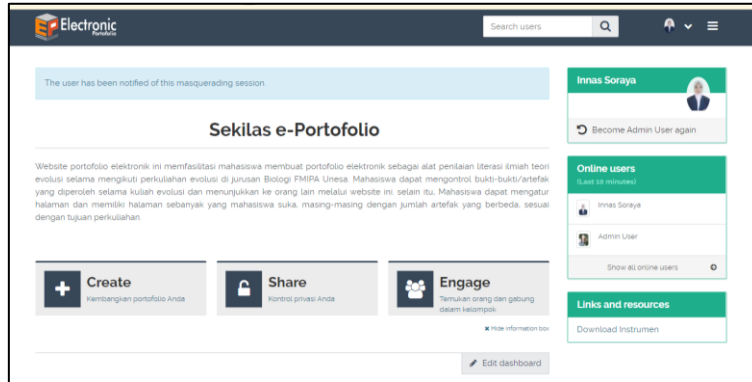 Electronic
Portofolio
Search users
The user has been notified of this masquerading session.
Sekilas e-Portofolio
Website portofolio elektronik ini memfasilitasi mahasiswa membuat portofolio elektronik sebagai alat penilaian literasi ilmiah teori
evolusi selama mengikuti perkuliahan evolusi di jurusan Biologi FMIPA Unesa. Mahasiswa dapat mengontrol bukti-bukti/artefak
yang diperoleh selama kuliah evolusi dan menunjukkan ke orang lain melalui website ini, selain itu, Mahasiswa dapat mengatur
halaman dan memiliki halaman sebanyak yang mahasiswa suka, masing-masing dengan jumlah artefak yang berbeda, sesuai
dengan tujuan perkuliahan.
Create
Kembangkan portofolio Anda
Share
Kontrol privasi Anda
Engage
Temukan orang dan gabung
dalam kelompok
Hide information box
Edit dashboard
Innas Soraya
Become Admin User again
Online users
(Last 10 minutes)
Innas Soraya
Admin User
Show all online users
Links and resources
Download Instrumen